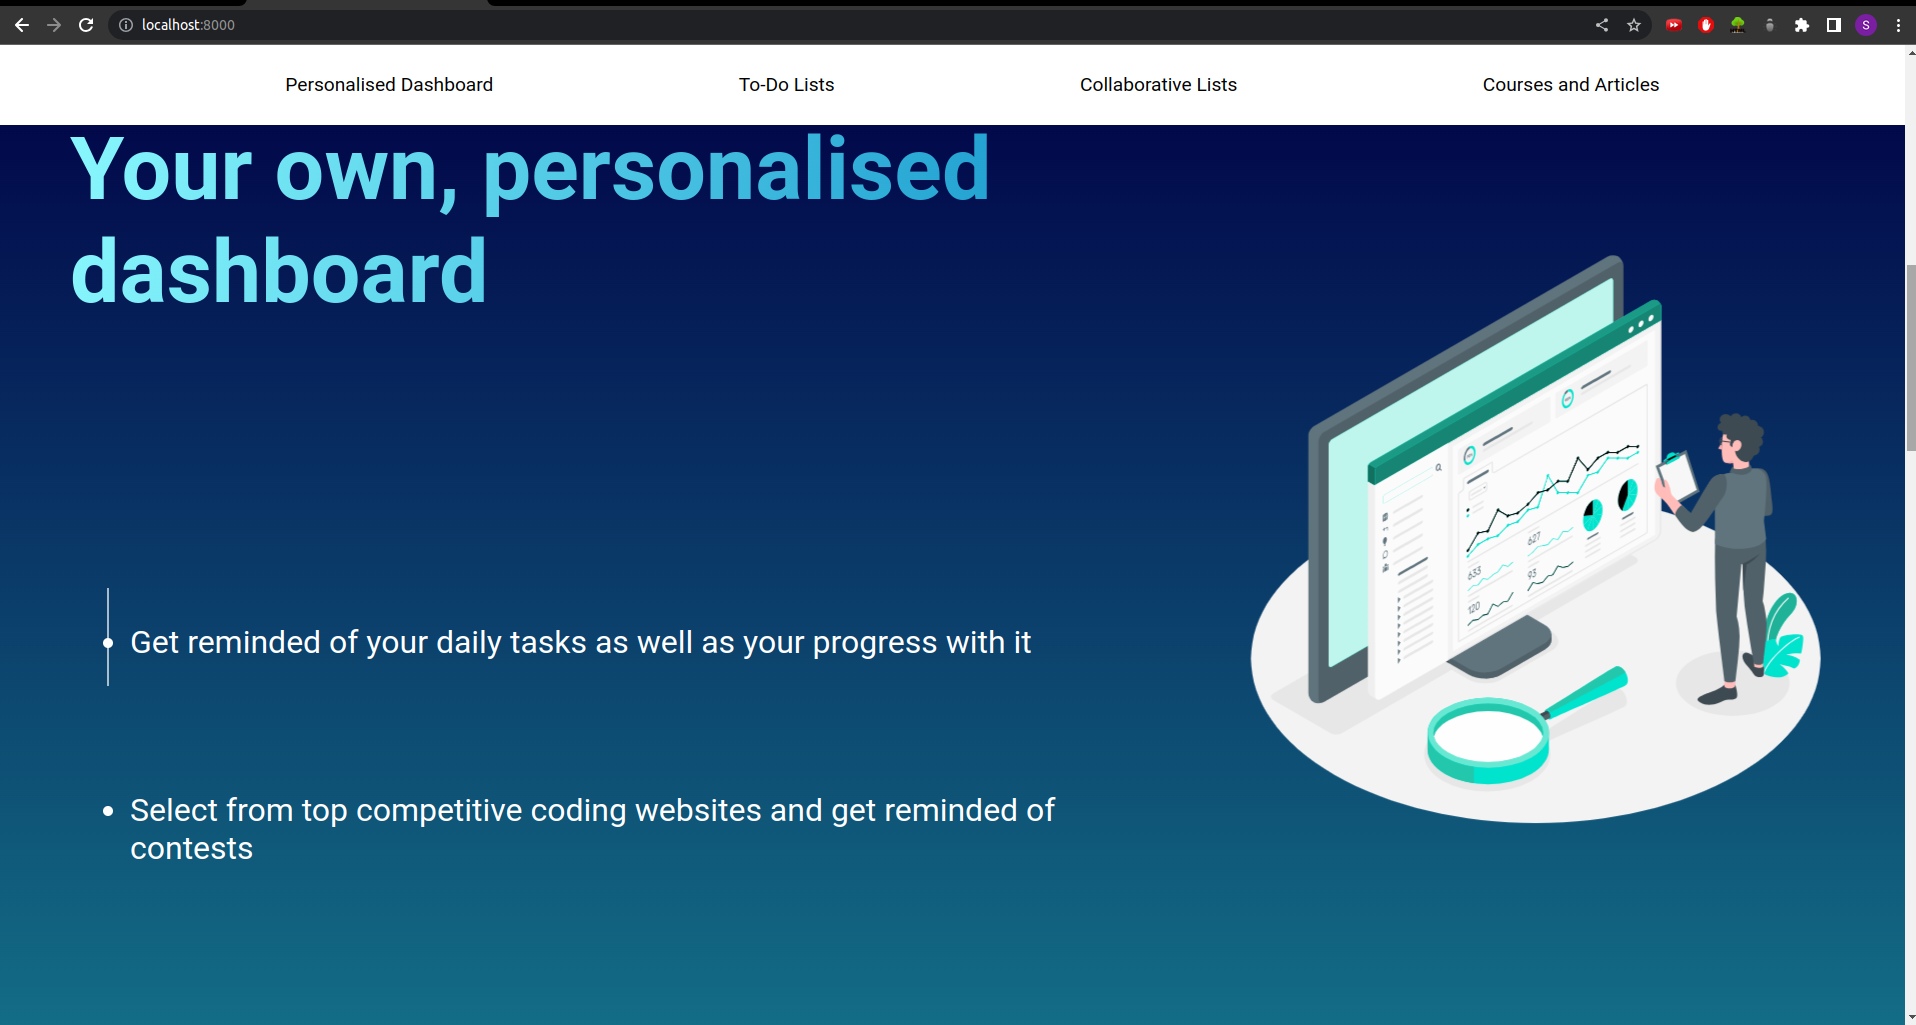 localhost:8000
S
Personalised Dashboard
To-Do Lists
Collaborative Lists
Courses and Articles
Your own, personalised
dashboard
627
633
93
120
Get reminded of your daily tasks as well as your progress with it
Select from top competitive coding websites and get reminded of
contests